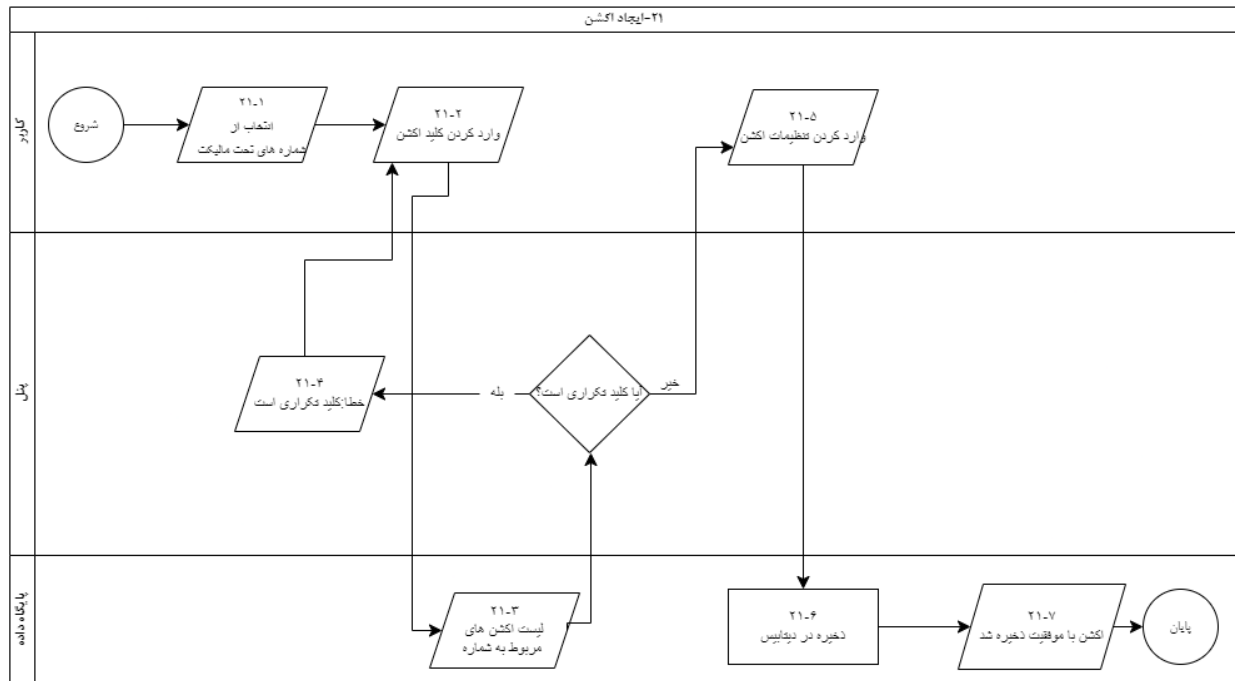 ۲۱-ایجاد اکشن
کاربر
شروع
۲۱-۱
انتخاب از
شماره های تحت مالیکت
۲۱-۲
وارد کردن کلید اکشن
۲۱-۵
وارد کردن تنظیمات اکشن
پنل
۲۱-۴
خطا:کلید تکراری است
بله
آیا کلید تکراری است؟
خیر
پایگاه داده
۲۱-۳
لیست اکشن های
مربوط به شماره
۲۱-۶
ذخیره در دیتابیس
۲۱-۷
اکشن با موفقیت ذخیره شد
پایان